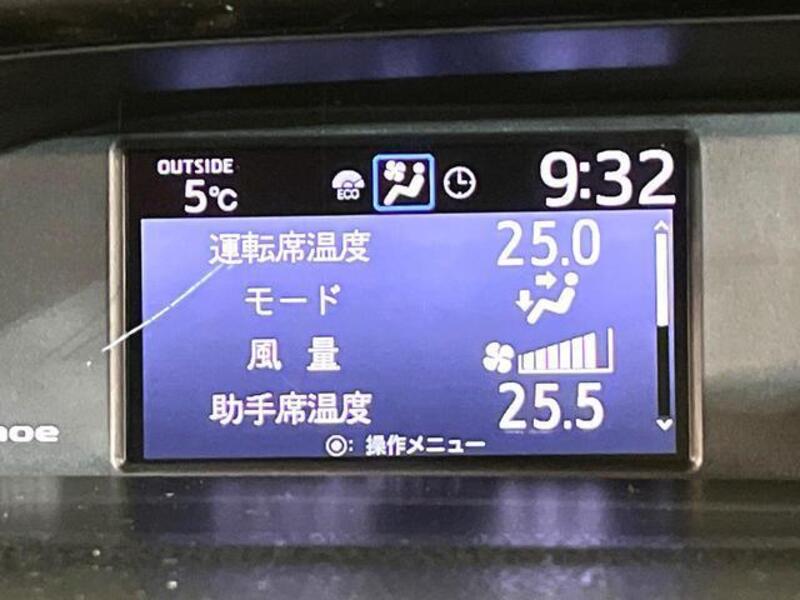 OUTSIDE
5℃
ECO
9:32
運転席温度 25.0
モード
風量
助手席温度 25.5
: 操作メニュー